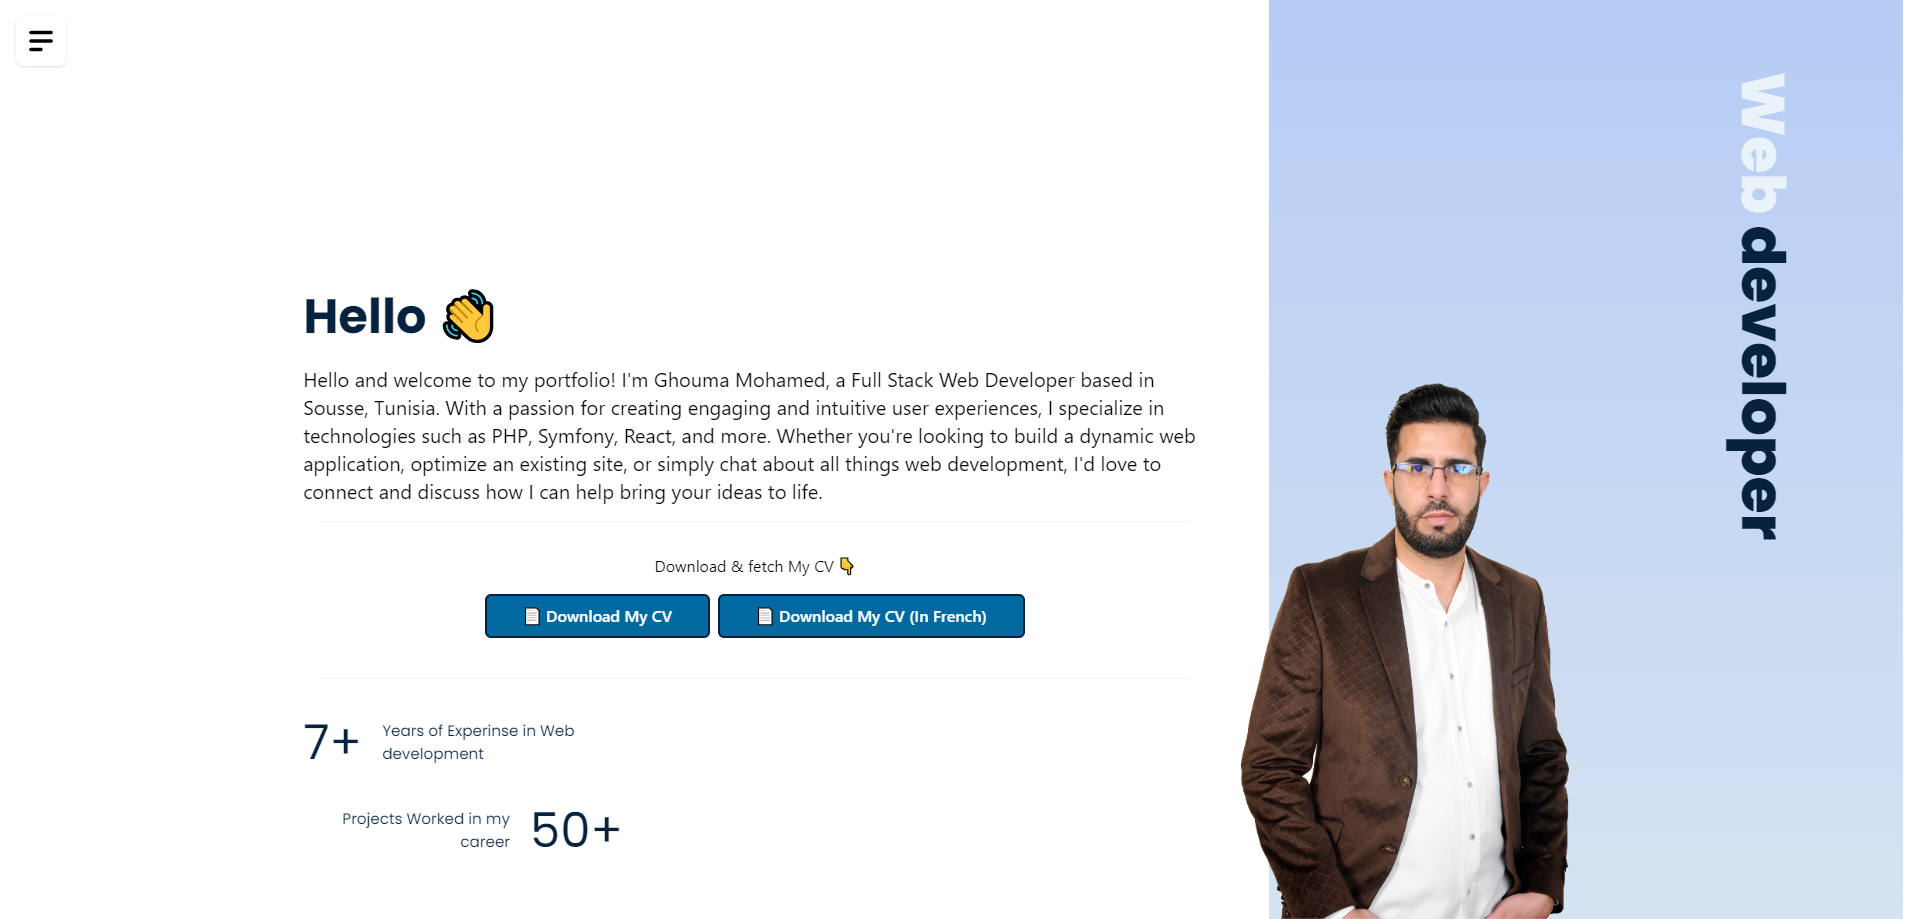 Hello 👋
Hello and welcome to my portfolio! I'm Ghouma Mohamed, a Full Stack Web Developer based in
Sousse, Tunisia. With a passion for creating engaging and intuitive user experiences, I specialize in
technologies such as PHP, Symfony, React, and more. Whether you're looking to build a dynamic web
application, optimize an existing site, or simply chat about all things web development, I'd love to
connect and discuss how I can help bring your ideas to life.
Download & fetch My CV 👇
Download My CV
Download My CV (In French)
7+
Years of Experinse in Web
development
Projects Worked in my
career
50+
Web developer